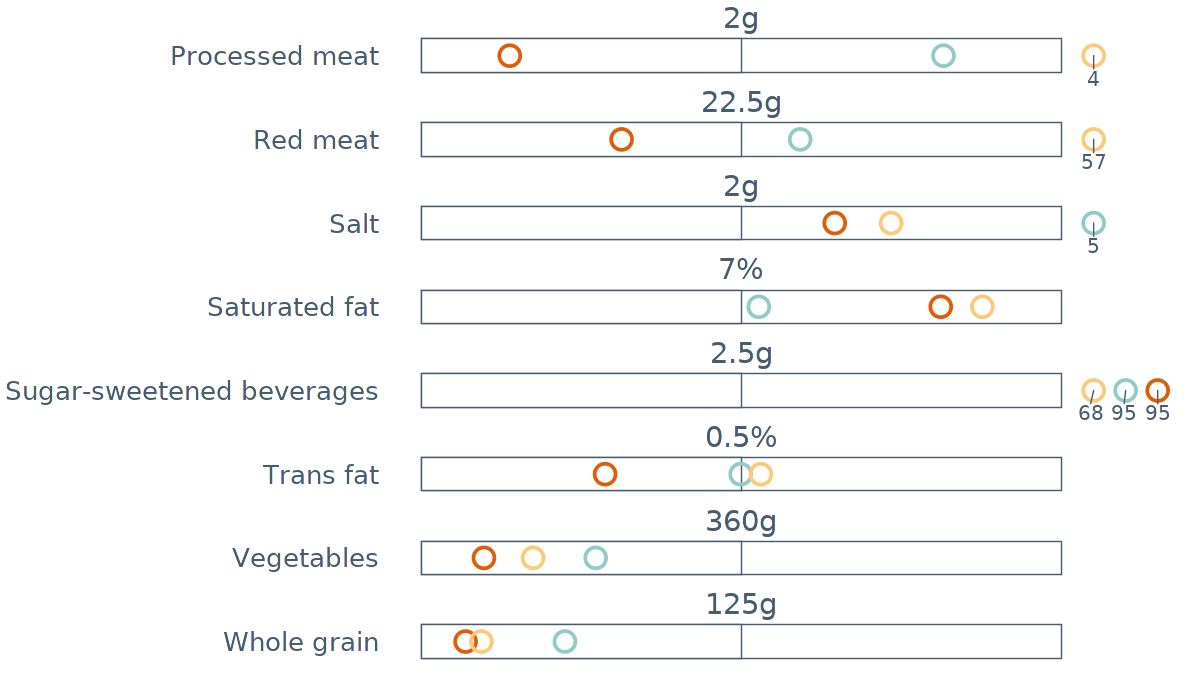 2g
Processed meat
4
22.5g
Red meat
57
2g
Salt
5
7%
Saturated fat
2.5g
Sugar-sweetened beverages
68 95 95
0.5%
Trans fat
360g
Vegetables
125g
Whole grain